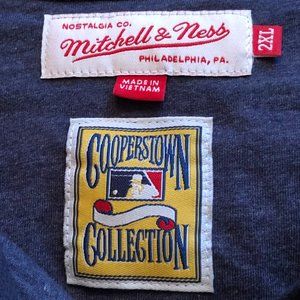 NOSTALGIA CO.
Mitchell & Ness
PHILADELPHIA, PA.
2XL
MADE IN
VIETNAM
COOPERSTOWN
COLLECTION